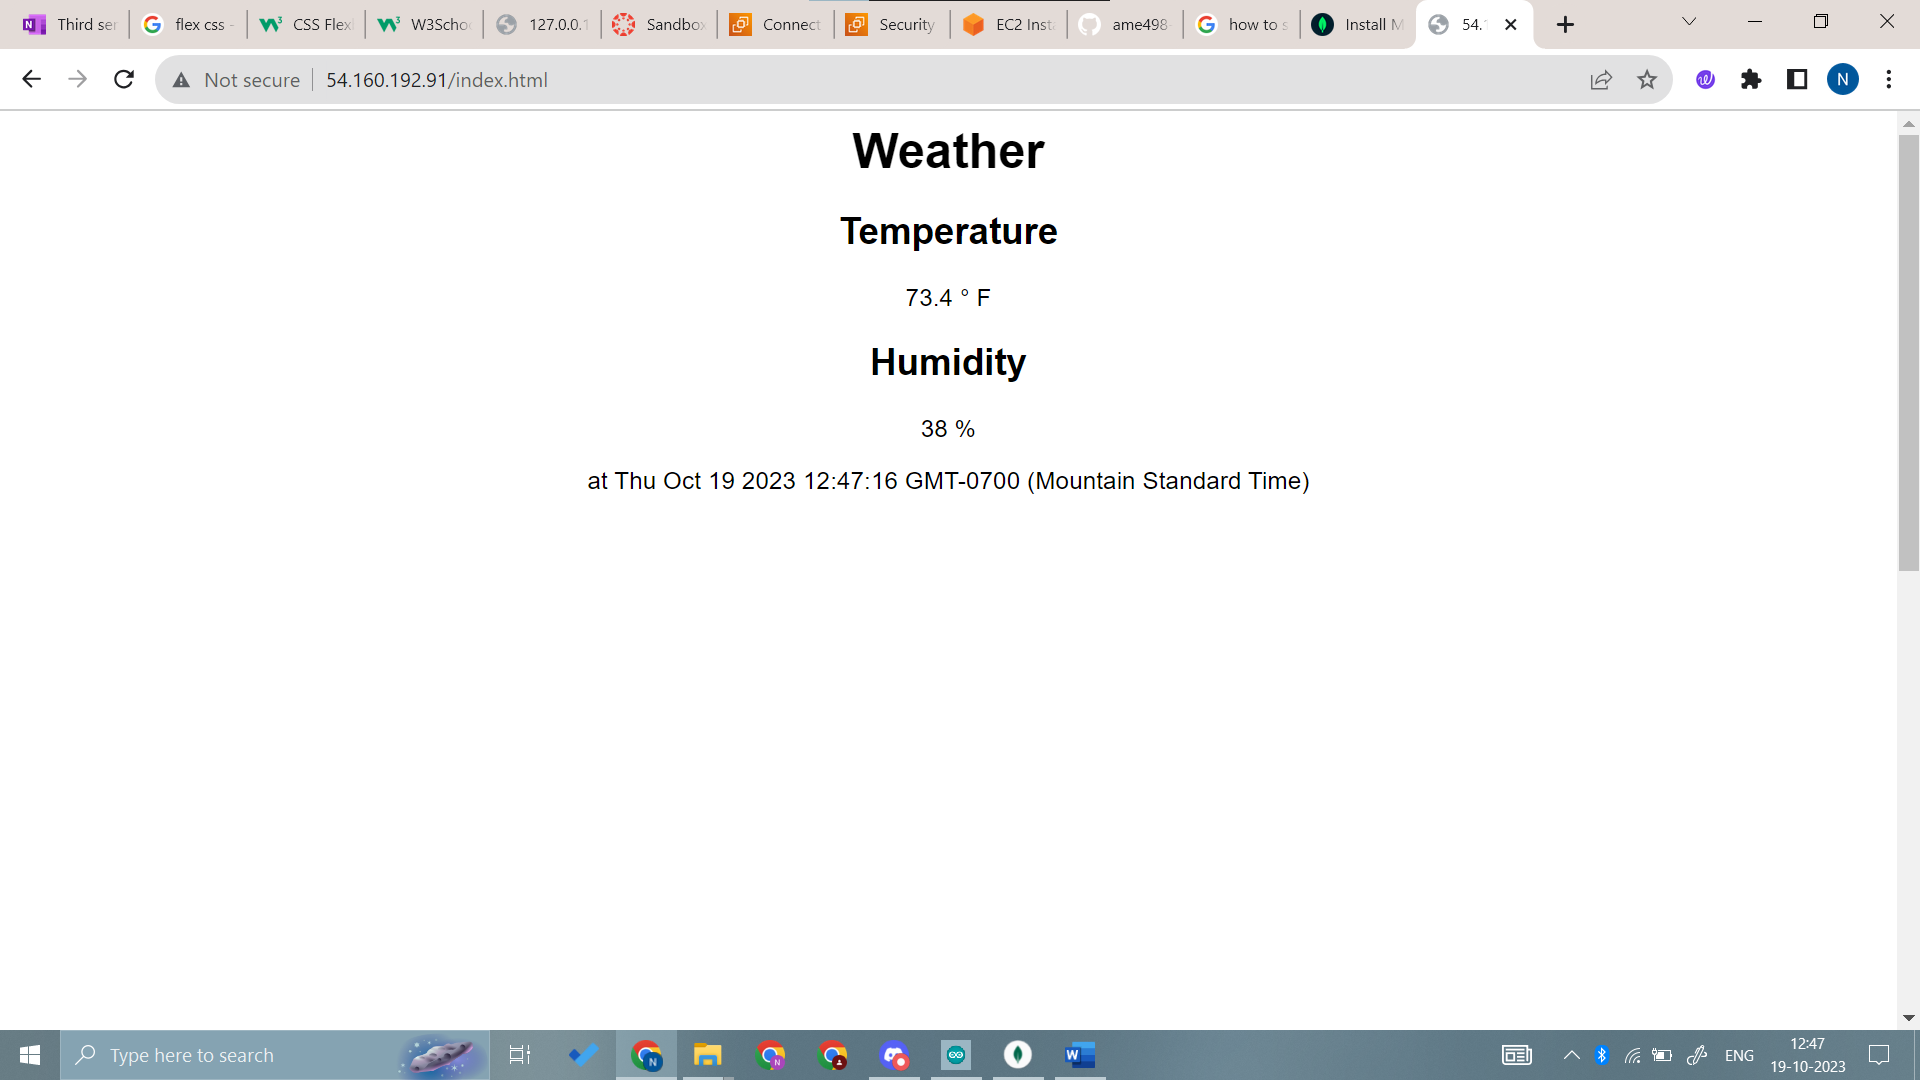 Third ser
flex css -
CSS Flex
W3Scho
127.0.0.1
Sandbox
Connect
Security
EC2 Inst
ame498-
how to s
Install M
54.1
Not secure
54.160.192.91/index.html
N
Weather
Temperature
73.4 ° F
Humidity
38 %
at Thu Oct 19 2023 12:47:16 GMT-0700 (Mountain Standard Time)
Type here to search
ENG
12:47
19-10-2023